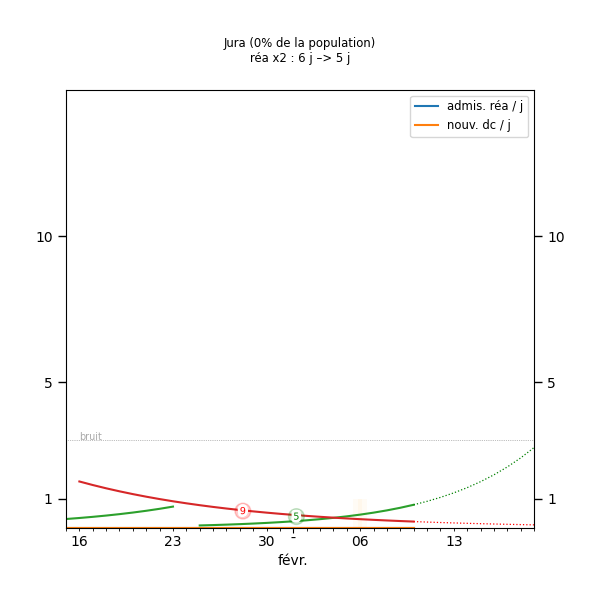 Jura (0% de la population)
réa x2 : 6 j –> 5 j
admis. réa / j
nouv. dc / j
10
10
5
5
bruit
1
1
9
5
16
23
30
-
06
13
févr.